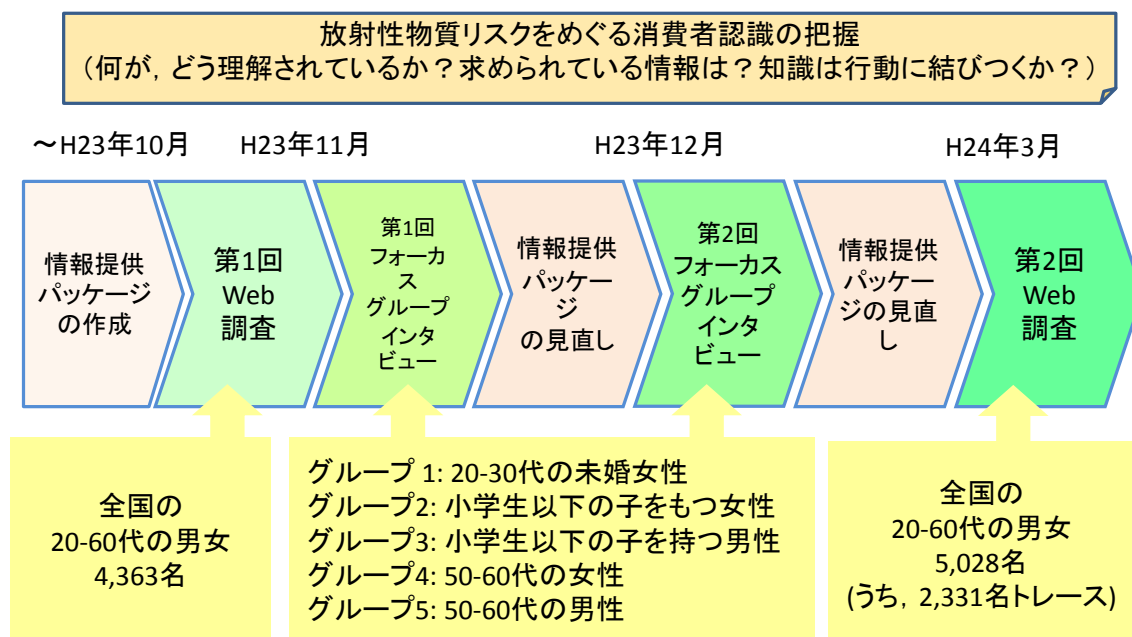 放射性物質リスクをめぐる消費者認識の把握
（何が，どう理解されているか？求められている情報は？知識は行動に結びつくか？）
～H23年10月
H23年11月
H23年12月
H24年3月
情報提供
パッケージ
の作成
第1回
Web
調査
第1回
フォーカ
ス
グループ
インタ
ビュー
情報提供
パッケー
ジ
の見直し
第2回
フォーカス
グループ
インタ
ビュー
情報提供
パッケー
ジの見直
し
第2回
Web
調査
全国の
20-60代の男女
4,363名
グループ 1: 20-30代の未婚女性
グループ2: 小学生以下の子をもつ女性
グループ3: 小学生以下の子を持つ男性
グループ4: 50-60代の女性
グループ5: 50-60代の男性
全国の
20-60代の男女
5,028名
(うち，2,331名トレース)